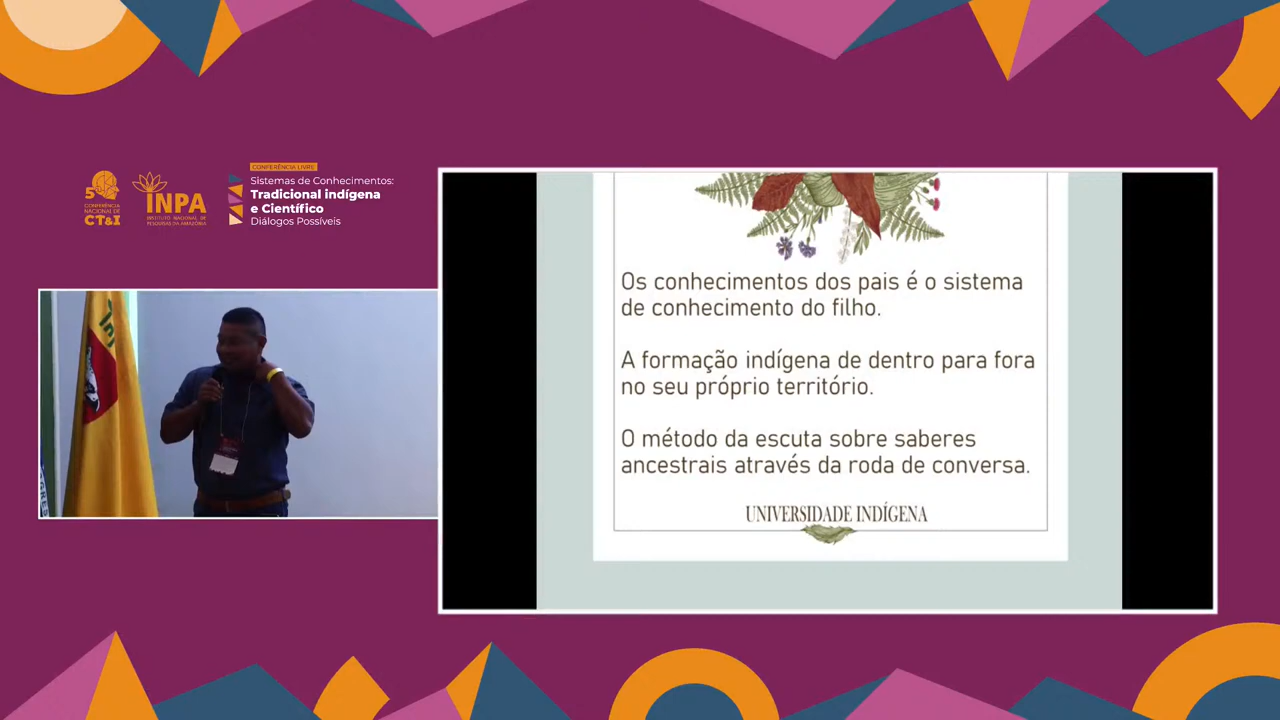 CONFERÊNCIA LIVRE
Sistemas de Conhecimentos:
Tradicional indígena
e Científico
Diálogos Possíveis
5
CONFERÊNCIA
NACIONAL DE
CT&I
INPA
INSTITUTO NACIONAL DE
PESQUISAS DA AMAZÔNIA
Os conhecimentos dos pais é o sistema
de conhecimento do filho.
A formação indígena de dentro para fora
no seu próprio território.
O método da escuta sobre saberes
ancestrais através da roda de conversa.
UNIVERSIDADE INDÍGENA